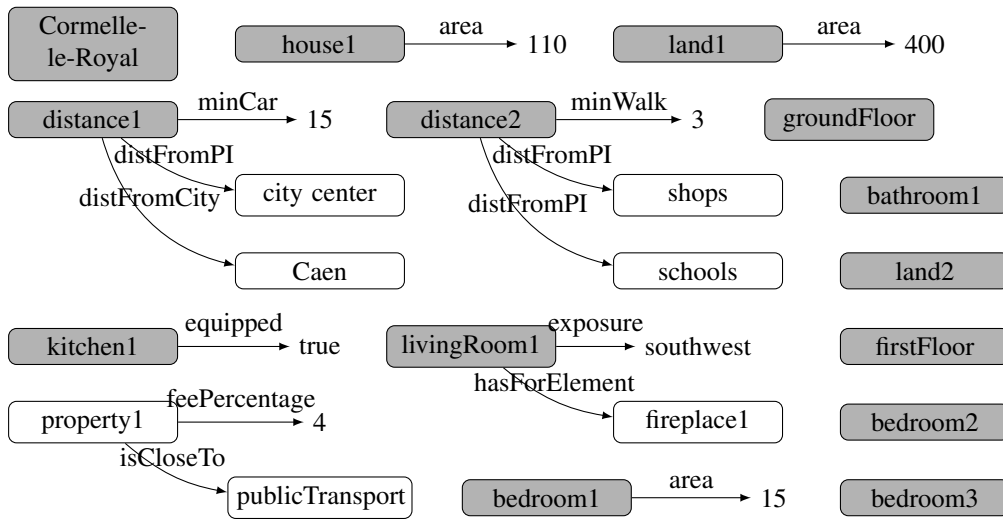 Cormelle-
le-Royal
house1
area
110
land1
area
400
distance1
minCar
15
distance2
minWalk
3
groundFloor
distFromPI
distFromPI
city center
shops
bathroom1
distFromCity
distFromPI
Caen
schools
land2
kitchen1
equipped
true
livingRoom1
exposure
southwest
firstFloor
hasForElement
property1
feePercentage
4
fireplace1
bedroom2
isCloseTo
publicTransport
bedroom1
area
15
bedroom3